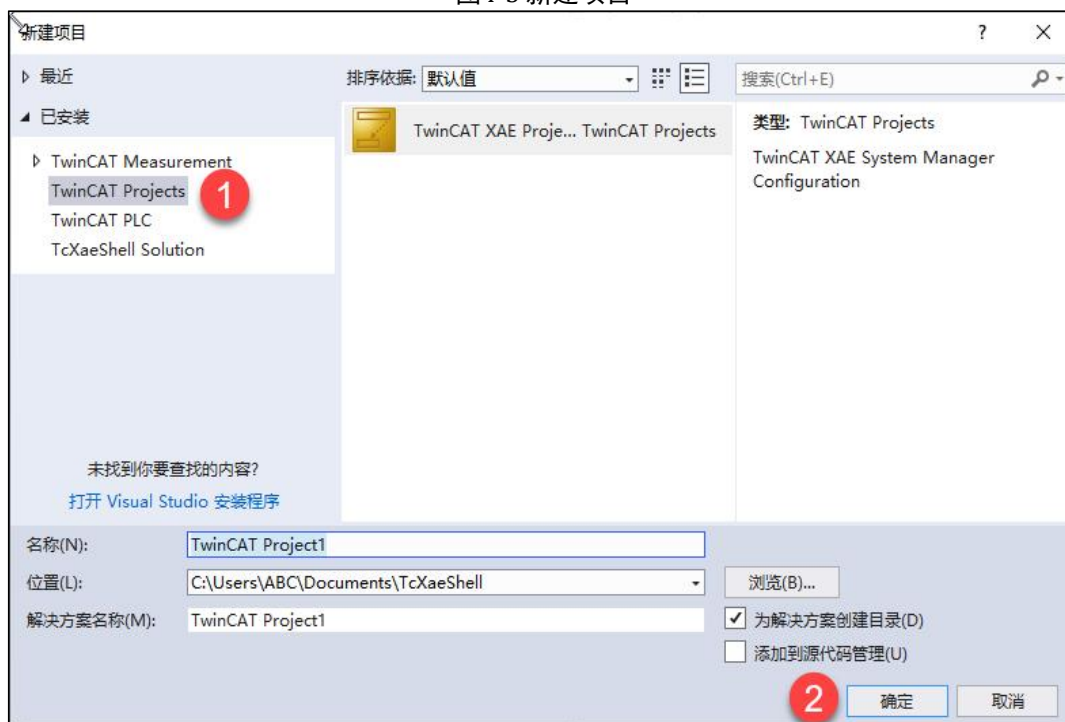 新建项目
?
最近
已安装
TwinCAT Measurement
TwinCAT Projects
1
TwinCAT PLC
TcXaeShell Solution
未找到你要查找的内容?
打开 Visual Studio 安装程序
排序依据: 默认值
TwinCAT XAE Proje... TwinCAT Projects
搜索(Ctrl+E)
类型: TwinCAT Projects
TwinCAT XAE System Manager
Configuration
名称(N): TwinCAT Project1
位置(L): C:\Users\ABC\Documents\TcXaeShell 浏览(B)...
解决方案名称(M): TwinCAT Project1 为解决方案创建目录(D)
添加到源代码管理(U)
2 确定 取消